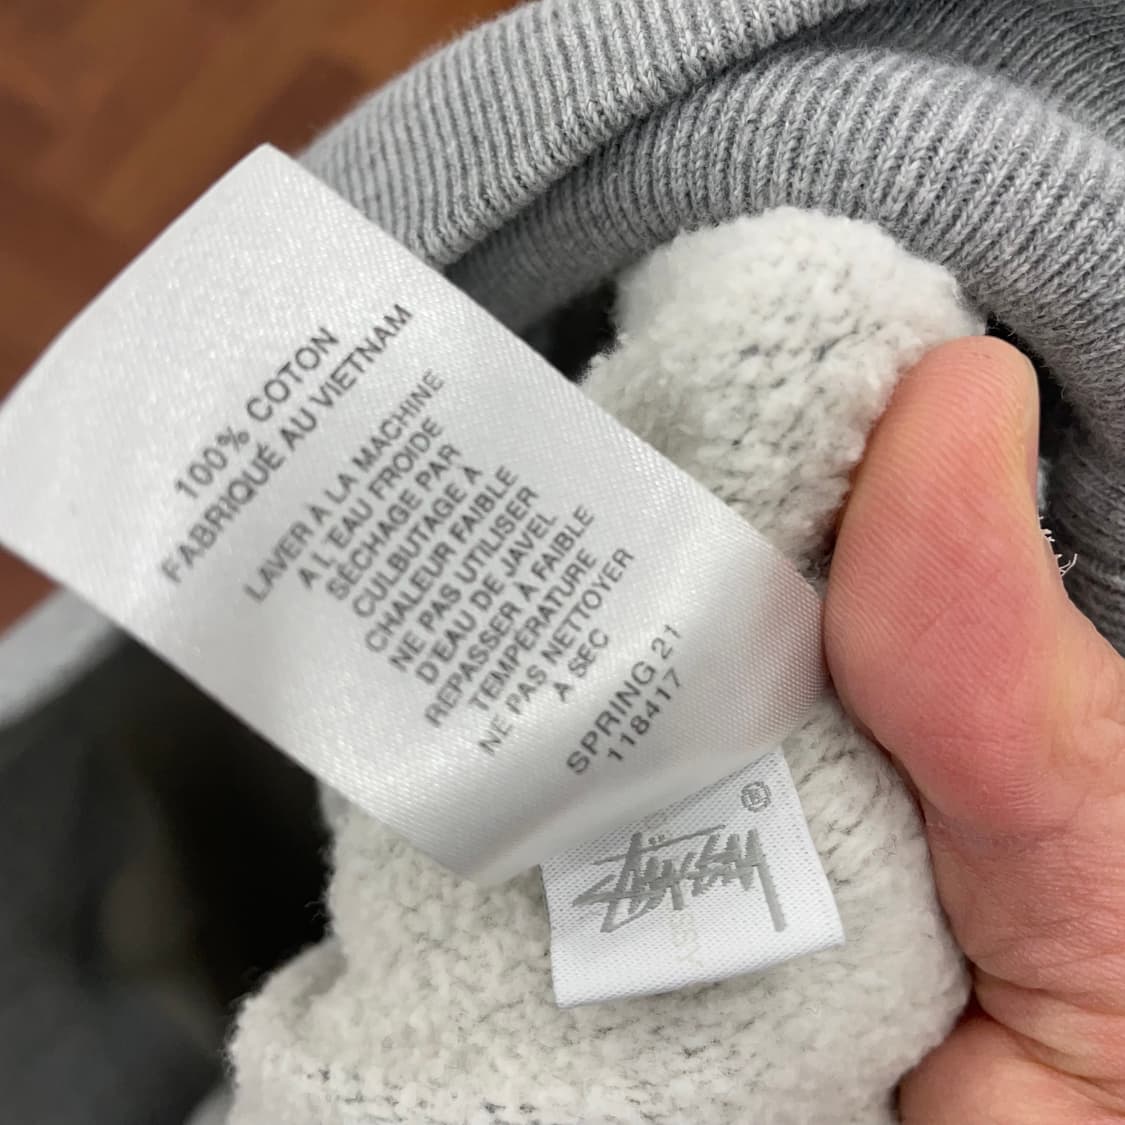 100% COTON
FABRIQUÉ AU VIETNAM
LAVER À LA MACHINE
A L'EAU FROIDE
SÉCHAGE PAR
CULBUTAGE À
CHALEUR FAIBLE
NE PAS UTILISER
D'EAU DE JAVEL
REPASSER À FAIBLE
TEMPÉRATURE
NE PAS NETTOYER
À SEC
SPRING 21
118417
®
Stüssy